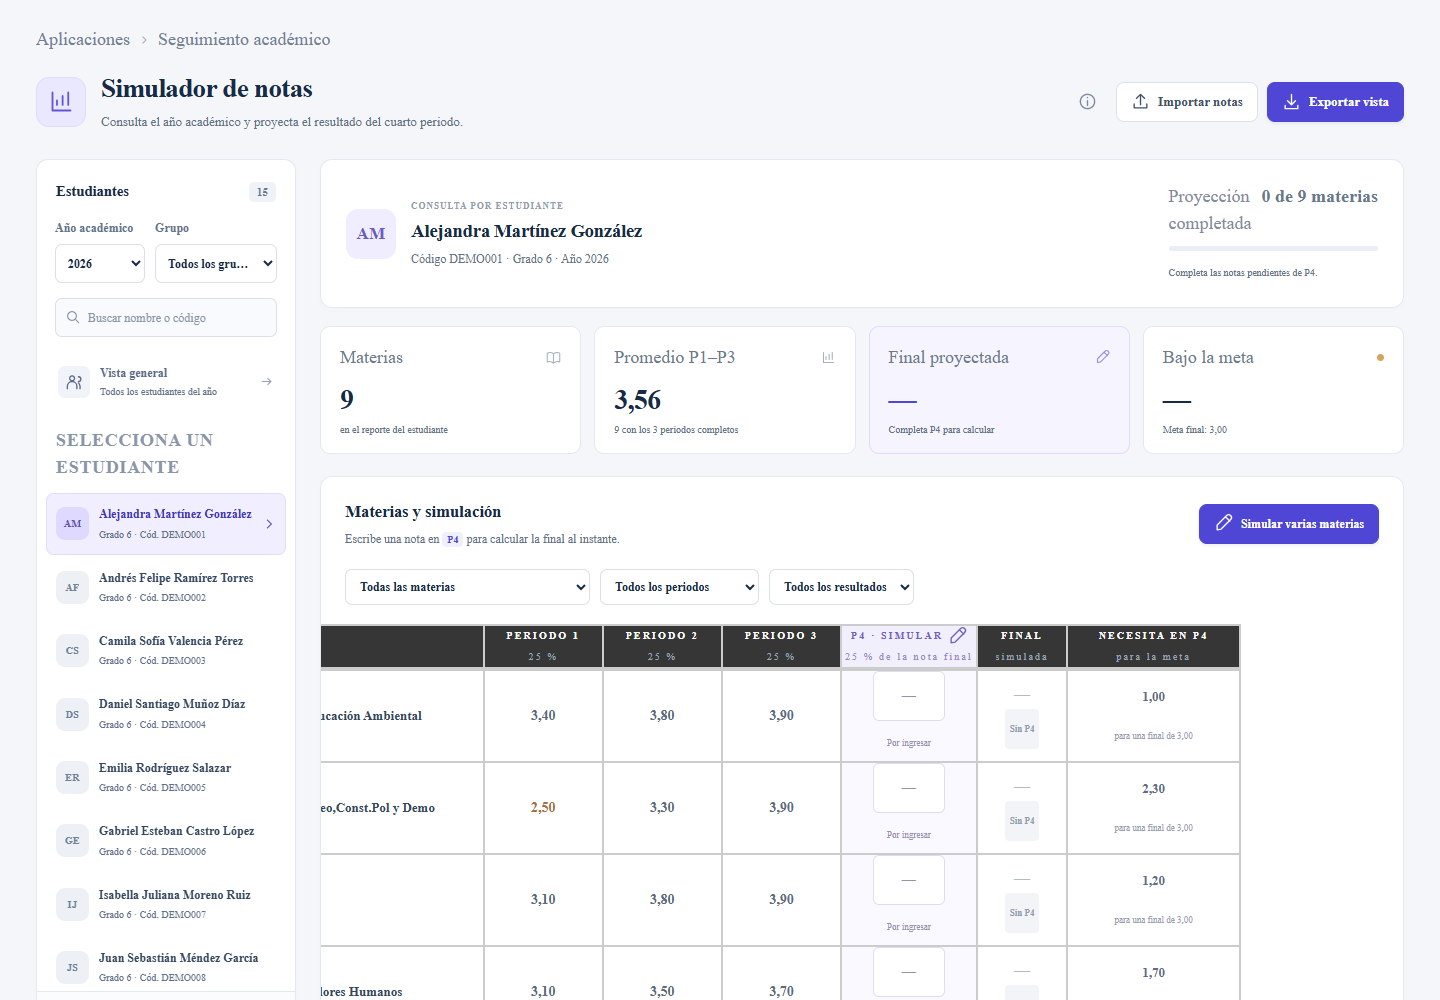 Aplicaciones › Seguimiento académico
Simulador de notas
Consulta el año académico y proyecta el resultado del cuarto periodo.
Importar notas
Exportar vista
Estudiantes
15
Año académico
Grupo
2026
Todos los gru...
Buscar nombre o código
Vista general
Todos los estudiantes del año
SELECCIONA UN
ESTUDIANTE
AM
Alejandra Martínez González
Grado 6 · Cód. DEMO001
AF
Andrés Felipe Ramírez Torres
Grado 6 · Cód. DEMO002
CS
Camila Sofía Valencia Pérez
Grado 6 · Cód. DEMO003
DS
Daniel Santiago Muñoz Díaz
Grado 6 · Cód. DEMO004
ER
Emilia Rodríguez Salazar
Grado 6 · Cód. DEMO005
GE
Gabriel Esteban Castro López
Grado 6 · Cód. DEMO006
IJ
Isabella Juliana Moreno Ruiz
Grado 6 · Cód. DEMO007
JS
Juan Sebastián Méndez García
Grado 6 · Cód. DEMO008
AM
CONSULTA POR ESTUDIANTE
Alejandra Martínez González
Código DEMO001 · Grado 6 · Año 2026
Proyección completada
0 de 9 materias
Completa las notas pendientes de P4.
Materias
9
en el reporte del estudiante
Promedio P1–P3
3,56
9 con los 3 periodos completos
Final proyectada
—
Completa P4 para calcular
Bajo la meta
—
Meta final: 3,00
Materias y simulación
Escribe una nota en P4 para calcular la final al instante.
Simular varias materias
Todas las materias
Todos los periodos
Todos los resultados
PERIODO 1 25 %
PERIODO 2 25 %
PERIODO 3 25 %
P4 · SIMULAR 25 % de la nota final
FINAL simulada
NECESITA EN P4 para la meta
ucación Ambiental
3,40
3,80
3,90
—
Por ingresar
—
Sin P4
1,00
para una final de 3,00
eo,Const.Pol y Demo
2,50
3,30
3,90
—
Por ingresar
—
Sin P4
2,30
para una final de 3,00
3,10
3,80
3,90
—
Por ingresar
—
Sin P4
1,20
para una final de 3,00
lores Humanos
3,10
3,50
3,70
—
—
1,70